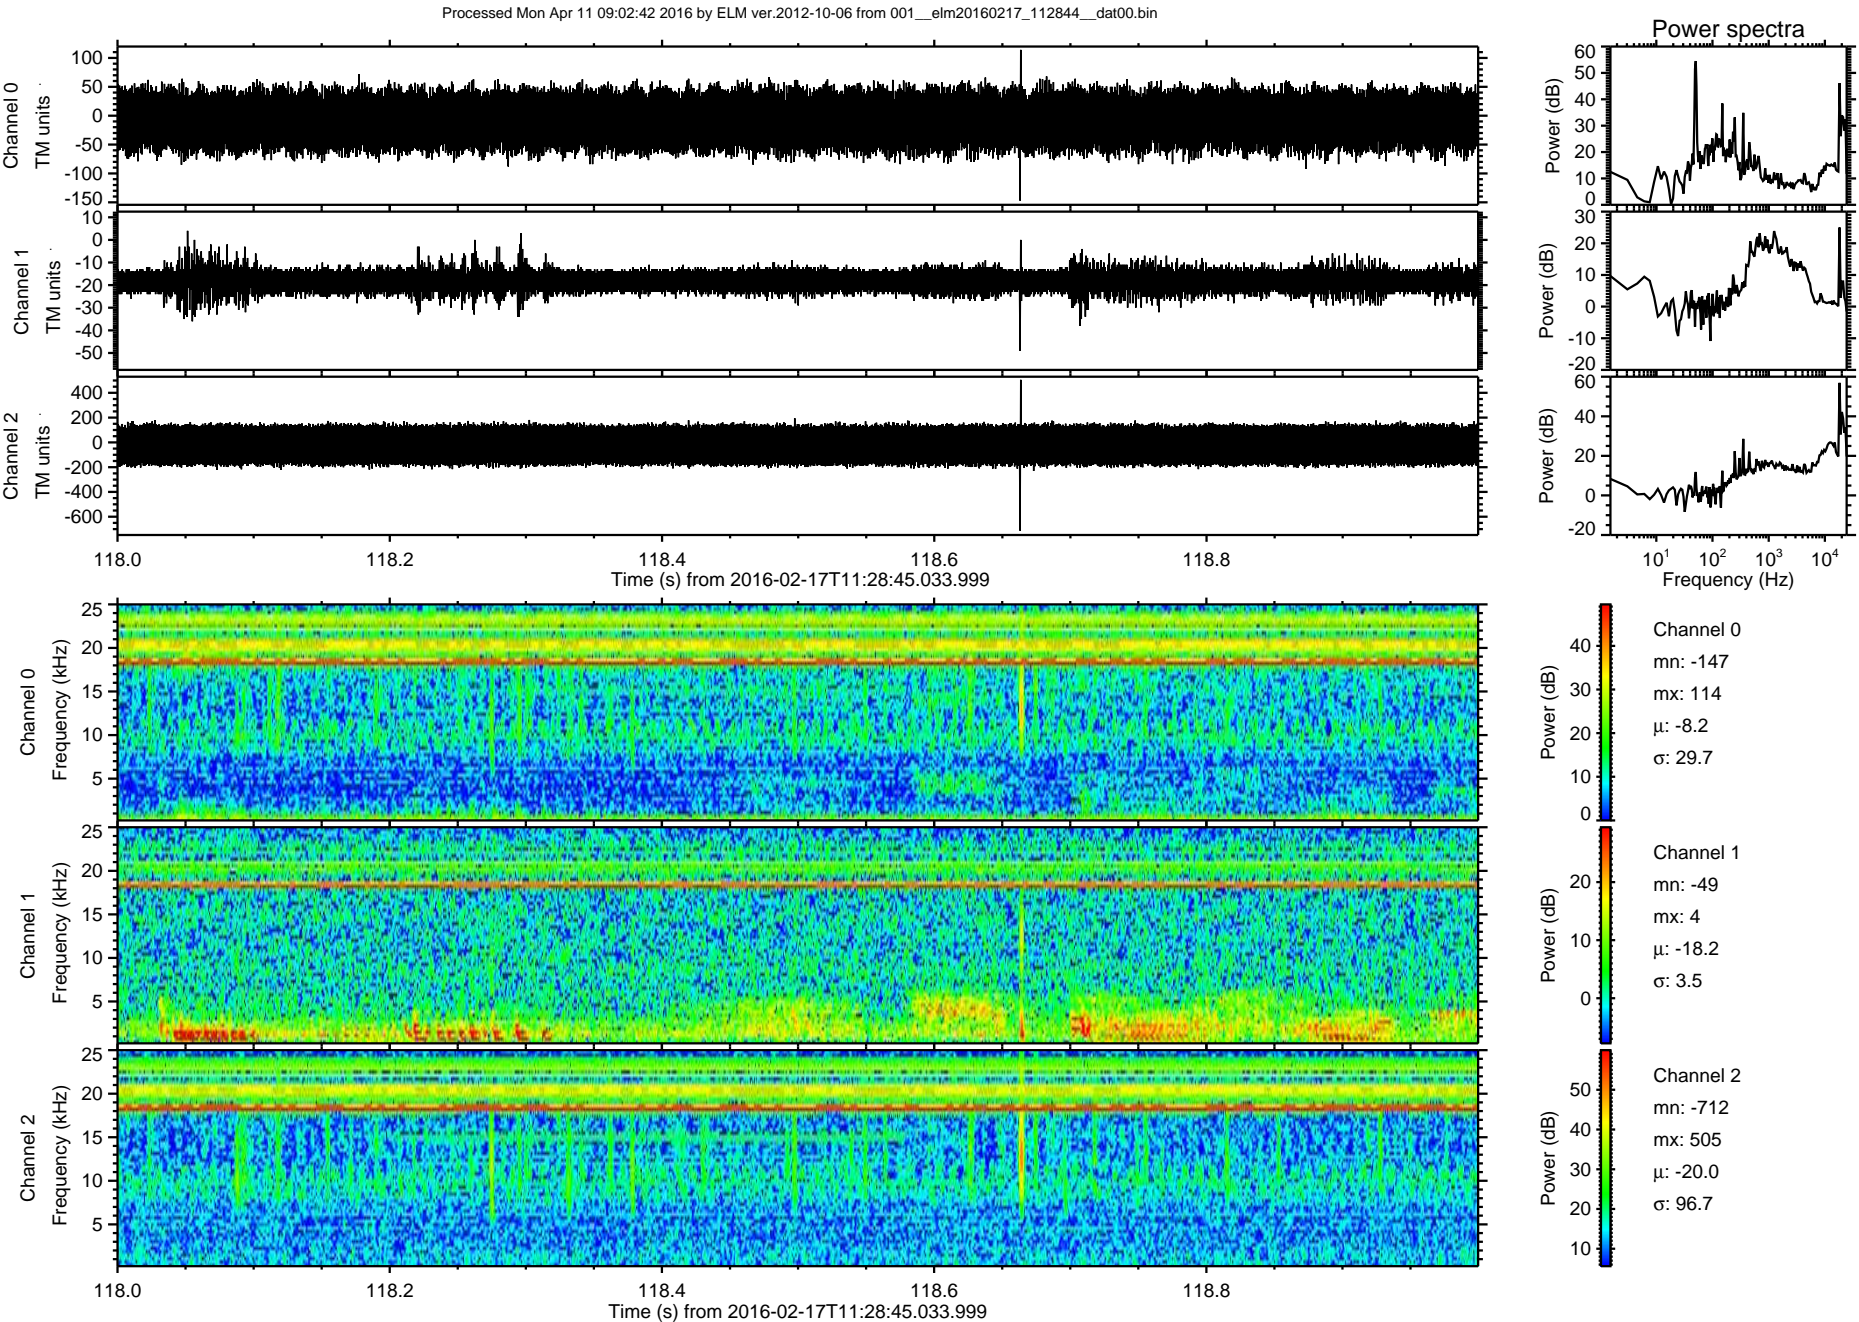 Processed Mon Apr 11 09:02:42 2016 by ELM ver.2012-10-06 from 001__elm20160217_112844__dat00.bin
Power spectra
Channel 0
TM units
100
50
0
-50
-100
-150
Power (dB)
60
50
40
30
20
10
0
Channel 1
TM units
10
0
-10
-20
-30
-40
-50
Power (dB)
30
20
10
0
-10
-20
Channel 2
TM units
400
200
0
-200
-400
-600
Power (dB)
60
40
20
0
-20
118.0 118.2 118.4 118.6 118.8
Time (s) from 2016-02-17T11:28:45.033.999
10¹ 10² 10³ 10⁴
Frequency (Hz)
Channel 0
Frequency (kHz)
25
20
15
10
5
Power (dB)
40
30
20
10
0
Channel 0
mn: -147
mx: 114
µ: -8.2
σ: 29.7
Channel 1
Frequency (kHz)
25
20
15
10
5
Power (dB)
20
10
0
Channel 1
mn: -49
mx: 4
µ: -18.2
σ: 3.5
Channel 2
Frequency (kHz)
25
20
15
10
5
Power (dB)
50
40
30
20
10
Channel 2
mn: -712
mx: 505
µ: -20.0
σ: 96.7
118.0 118.2 118.4 118.6 118.8
Time (s) from 2016-02-17T11:28:45.033.999